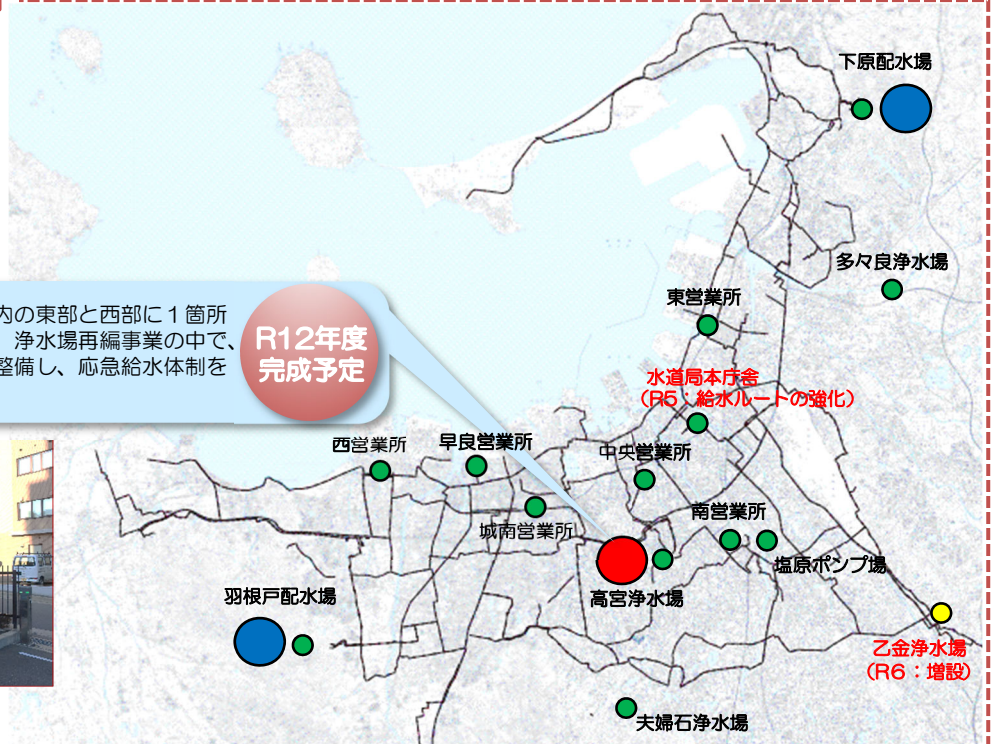 下原配水場
多々良浄水場
東営業所
内の東部と西部に１箇所
浄水場再編事業の中で、
整備し、応急給水体制を
R12年度
完成予定
水道局本庁舎
（R5：給水ルートの強化）
西営業所
早良営業所
中央営業所
城南営業所
南営業所
塩原ポンプ場
高宮浄水場
羽根戸配水場
乙金浄水場
（R6：増設）
夫婦石浄水場